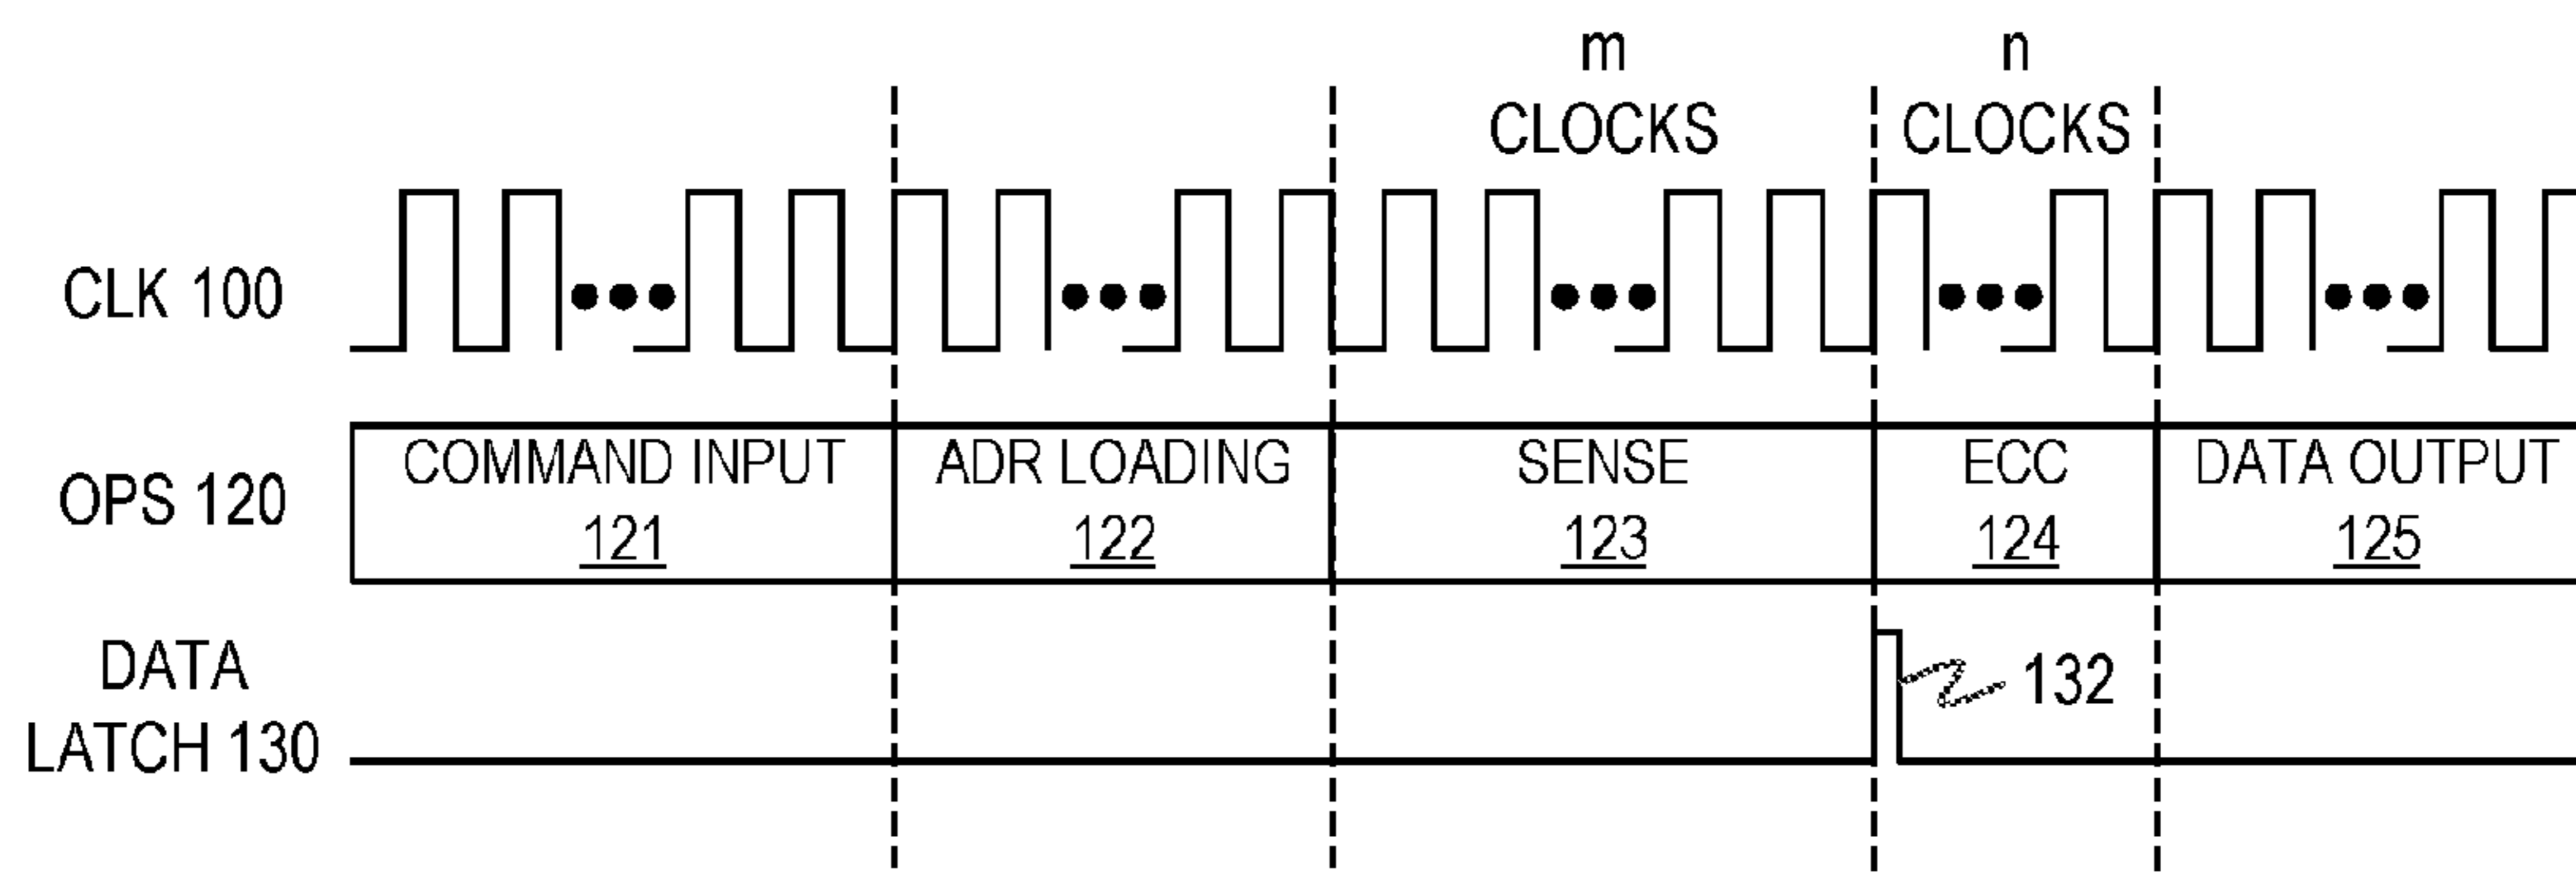 m
CLOCKS
n
CLOCKS
CLK 100
OPS 120
COMMAND INPUT
121
ADR LOADING
122
SENSE
123
ECC
124
DATA OUTPUT
125
DATA
LATCH 130
132